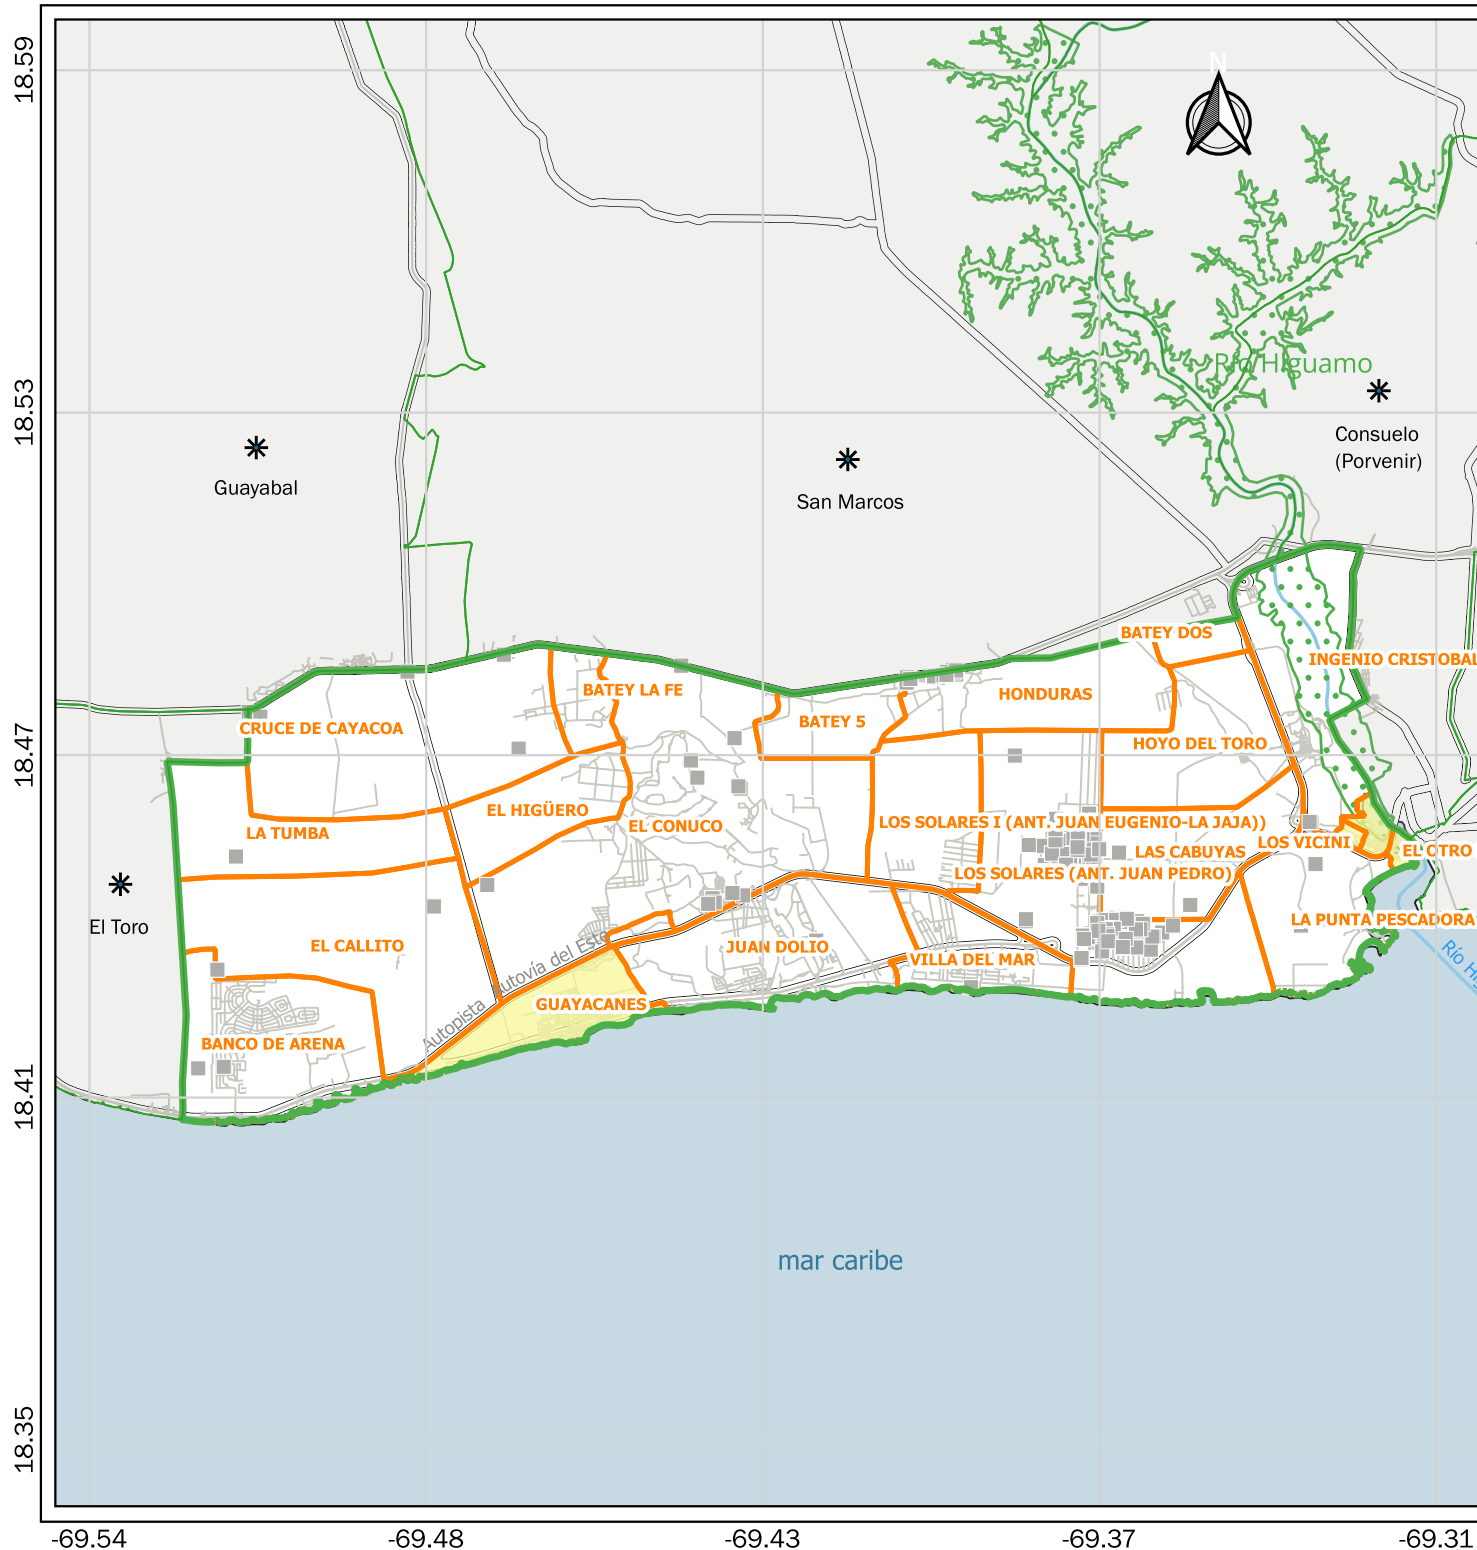 18.59
N
Río Higuamo
18.53
Consuelo
(Porvenir)
Guayabal
San Marcos
BATEY DOS
INGENIO CRISTOBAL
BATEY LA FE
HONDURAS
CRUCE DE CAYACOA
BATEY 5
HOYO DEL TORO
18.47
EL HIGÜERO
LA TUMBA
EL CONUCO
LOS SOLARES I (ANT. JUAN EUGENIO-LA JAJA))
LOS VICINI
LAS CABUYAS
EL OTRO
LOS SOLARES (ANT. JUAN PEDRO)
El Toro
LA PUNTA PESCADORA
EL CALLITO
JUAN DOLIO
VILLA DEL MAR
Autopista Autovía del Este
Río Hig
GUAYACANES
BANCO DE ARENA
18.41
mar caribe
18.35
-69.54
-69.48
-69.43
-69.37
-69.31